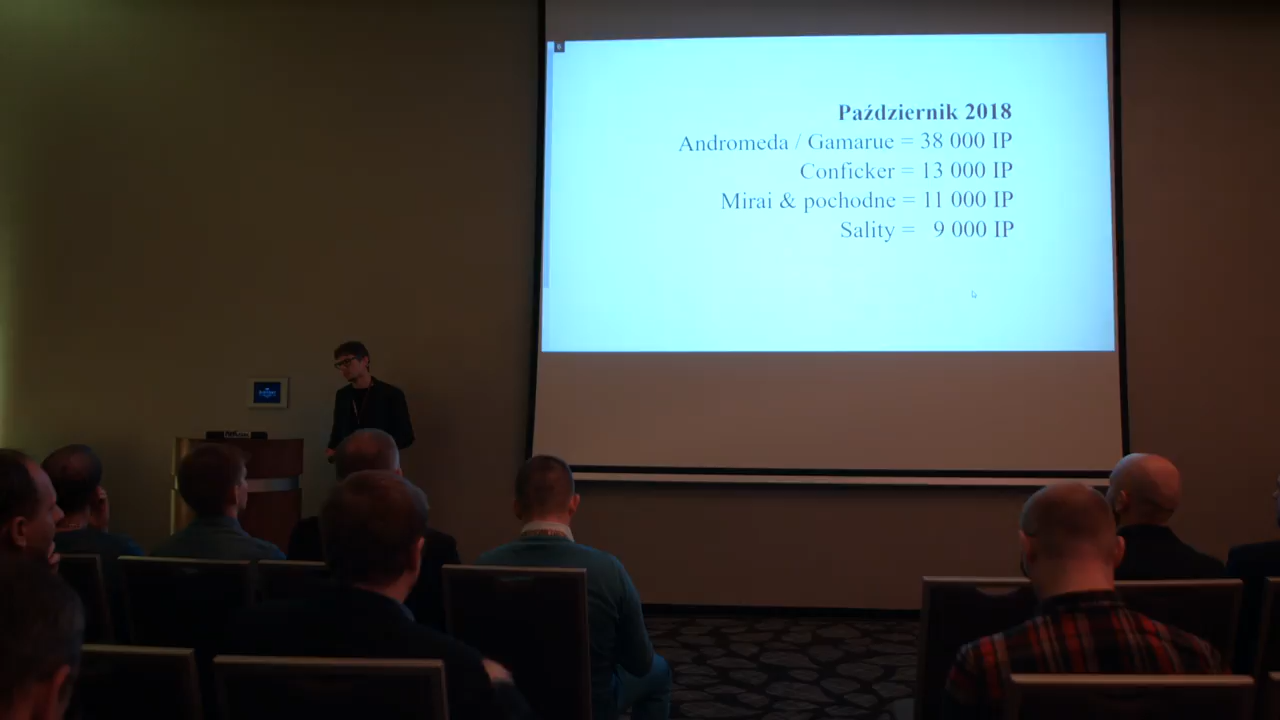 Październik 2018
Andromeda / Gamarue = 38 000 IP
Conficker = 13 000 IP
Mirai & pochodne = 11 000 IP
Sality = 9 000 IP